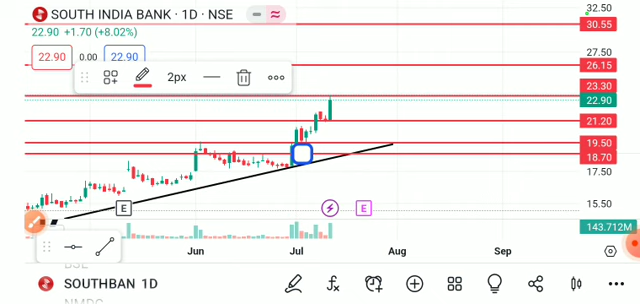 SOUTH INDIA BANK · 1D · NSE
22.90 +1.70 (+8.02%)
22.90 0.00 22.90
2px
32.50
30.55
27.50
26.15
23.30
22.90
21.20
19.50
18.70
17.50
15.50
143.712M
E E
Jun Jul Aug Sep
SOUTHBAN 1D